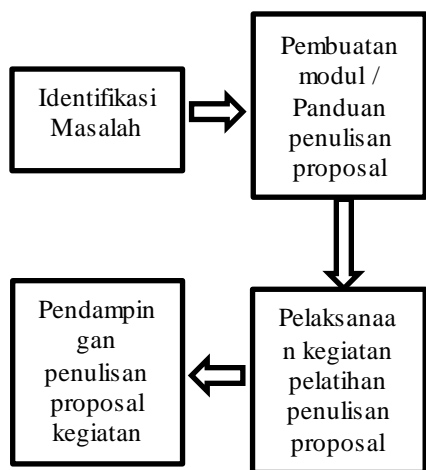 Identifikasi
Masalah
Pembuatan
modul /
Panduan
penulisan
proposal
Pelaksanaa
n kegiatan
pelatihan
penulisan
proposal
Pendampin
gan
penulisan
proposal
kegiatan